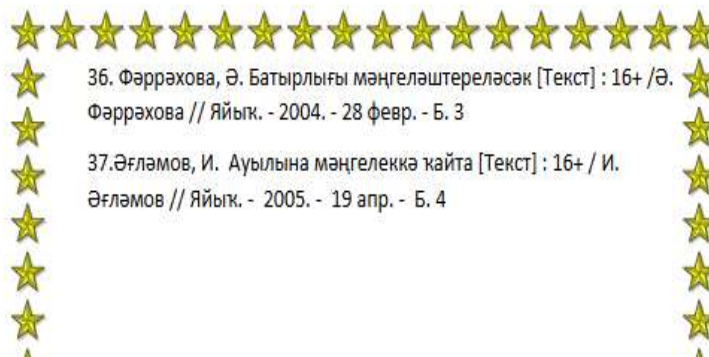 36. Фәррәхова, Ә. Батырлығы мәңгеләштереләсәк [Текст] : 16+ /Ә.
Фәррәхова // Яйыҡ. - 2004. - 28 февр. - Б. 3
37.Әғләмов, И. Ауылына мәңгелеккә ҡайта [Текст] : 16+ / И.
Әғләмов // Яйыҡ. - 2005. - 19 апр. - Б. 4